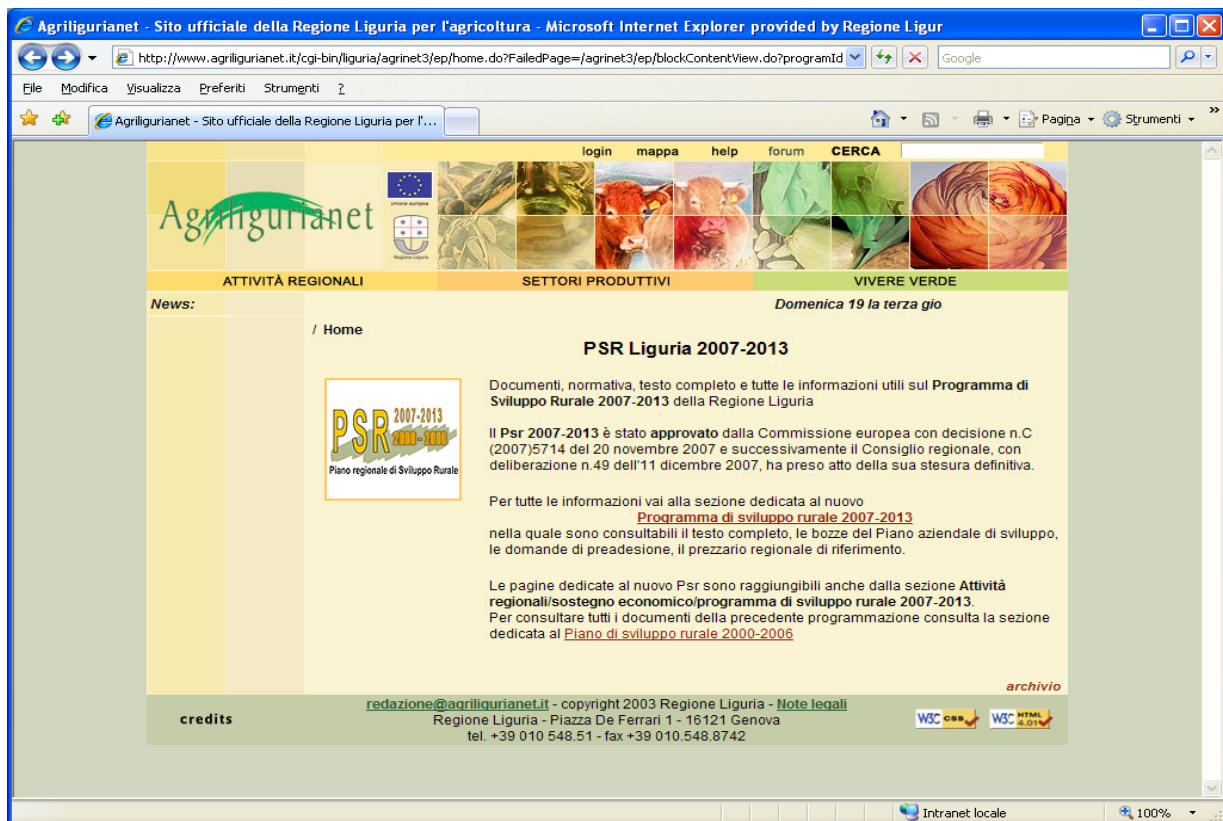 Agriligurianet - Sito ufficiale della Regione Liguria per l'agricoltura - Microsoft Internet Explorer provided by Regione Ligur
http://www.agriligurianet.it/cgi-bin/liguria/agrinet3/ep/home.do?FailedPage=/agrinet3/ep/blockContentView.do?programId
Google
File Modifica Visualizza Preferiti Strumenti ?
Agriligurianet - Sito ufficiale della Regione Liguria per l'...
Pagina Strumenti »
login mappa help forum CERCA
Agriligurianet
Unione europea
Regione Liguria
ATTIVITÀ REGIONALI SETTORI PRODUTTIVI VIVERE VERDE
News: Domenica 19 la terza gio
/ Home
PSR Liguria 2007-2013
PSR 2007-2013
2000-2006
Piano regionale di Sviluppo Rurale
Documenti, normativa, testo completo e tutte le informazioni utili sul Programma di
Sviluppo Rurale 2007-2013 della Regione Liguria
Il Psr 2007-2013 è stato approvato dalla Commissione europea con decisione n.C
(2007)5714 del 20 novembre 2007 e successivamente il Consiglio regionale, con
deliberazione n.49 dell'11 dicembre 2007, ha preso atto della sua stesura definitiva.
Per tutte le informazioni vai alla sezione dedicata al nuovo
Programma di sviluppo rurale 2007-2013
nella quale sono consultabili il testo completo, le bozze del Piano aziendale di sviluppo,
le domande di preadesione, il prezzario regionale di riferimento.
Le pagine dedicate al nuovo Psr sono raggiungibili anche dalla sezione Attività
regionali/sostegno economico/programma di sviluppo rurale 2007-2013.
Per consultare tutti i documenti della precedente programmazione consulta la sezione
dedicata al Piano di sviluppo rurale 2000-2006
archivio
credits
redazione@agriligurianet.it - copyright 2003 Regione Liguria - Note legali
Regione Liguria - Piazza De Ferrari 1 - 16121 Genova
tel. +39 010 548.51 - fax +39 010.548.8742
W3C css W3C HTML 4.01
Intranet locale 100%